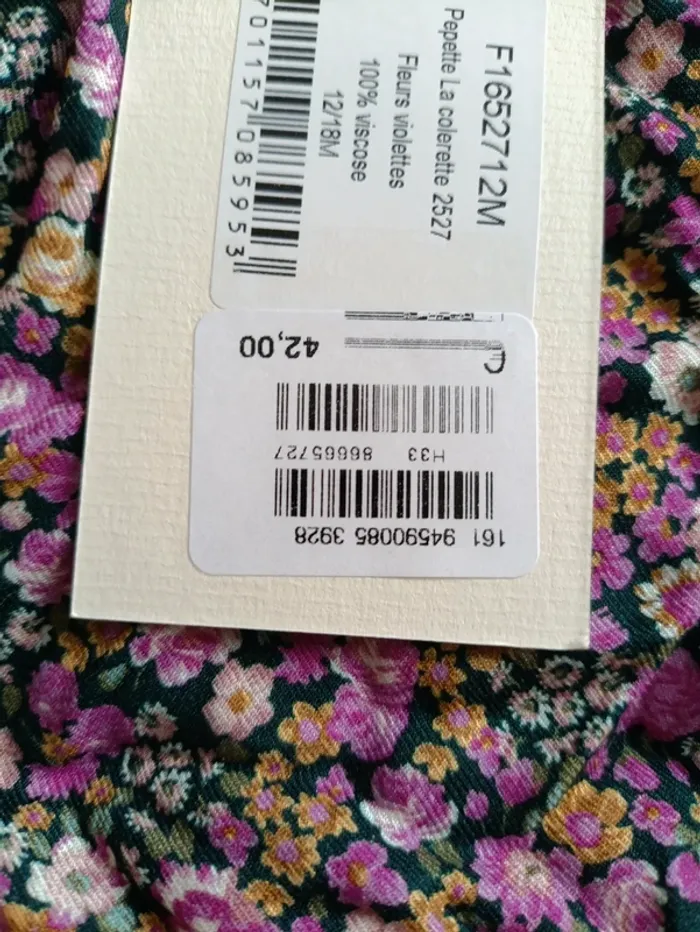 F1652712M
Pepette La colerette 2527
Fleurs violettes
100% viscose
12/18M
701157085953
161 94590085 3928
H33 86665727
€
42,00